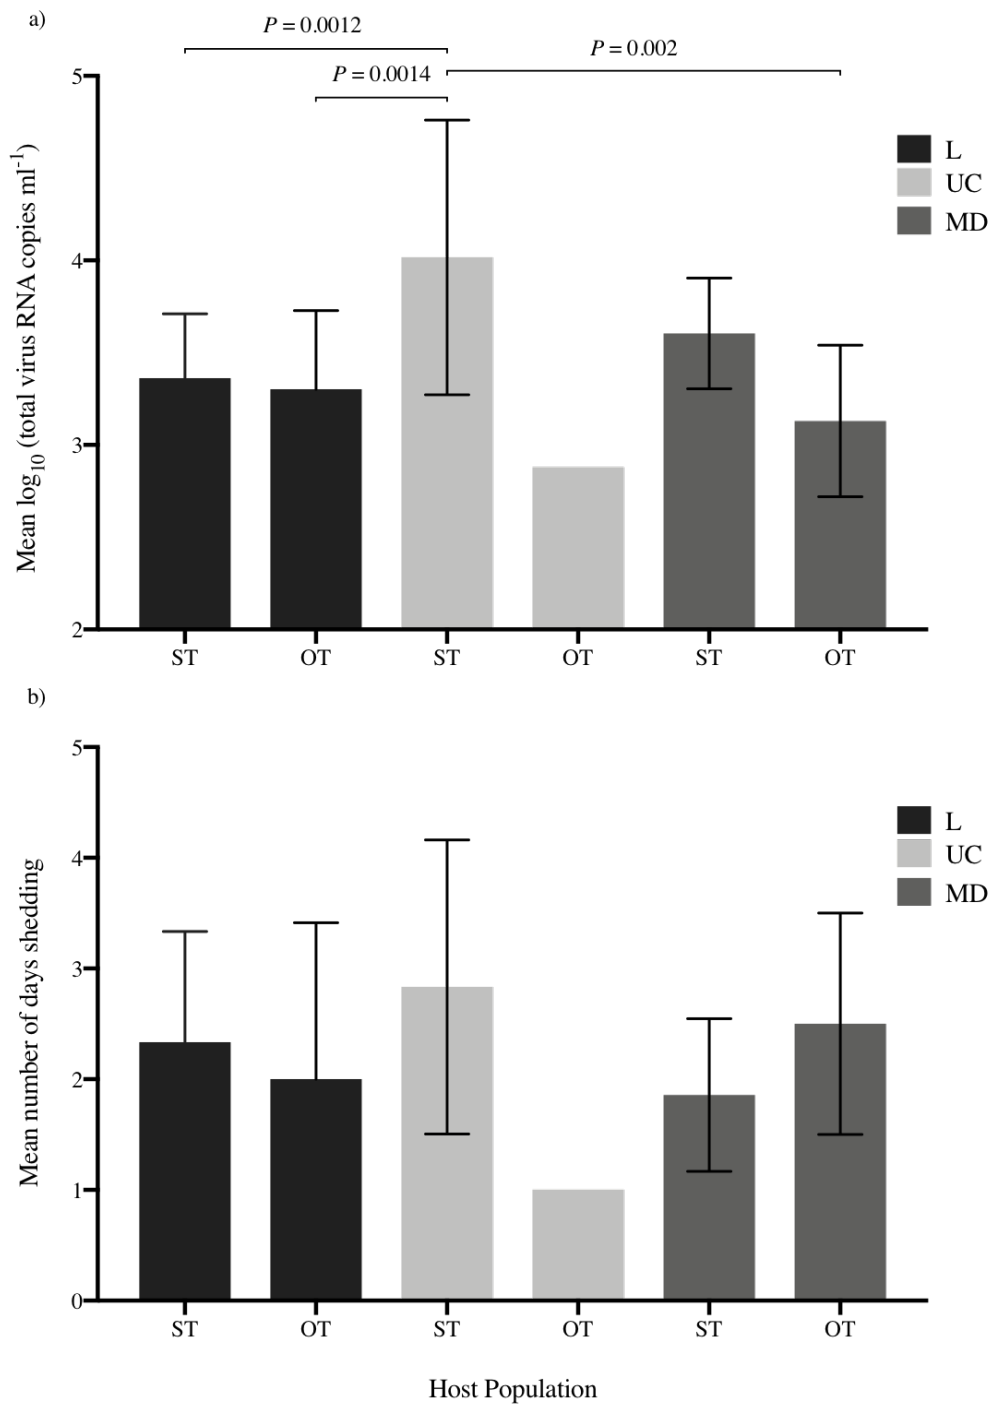 a)
P = 0.0012
P = 0.002
P = 0.0014
Mean log10 (total virus RNA copies ml-1)
5
4
3
2
L
UC
MD
ST OT ST OT ST OT
b)
Mean number of days shedding
5
4
3
2
1
0
L
UC
MD
ST OT ST OT ST OT
Host Population